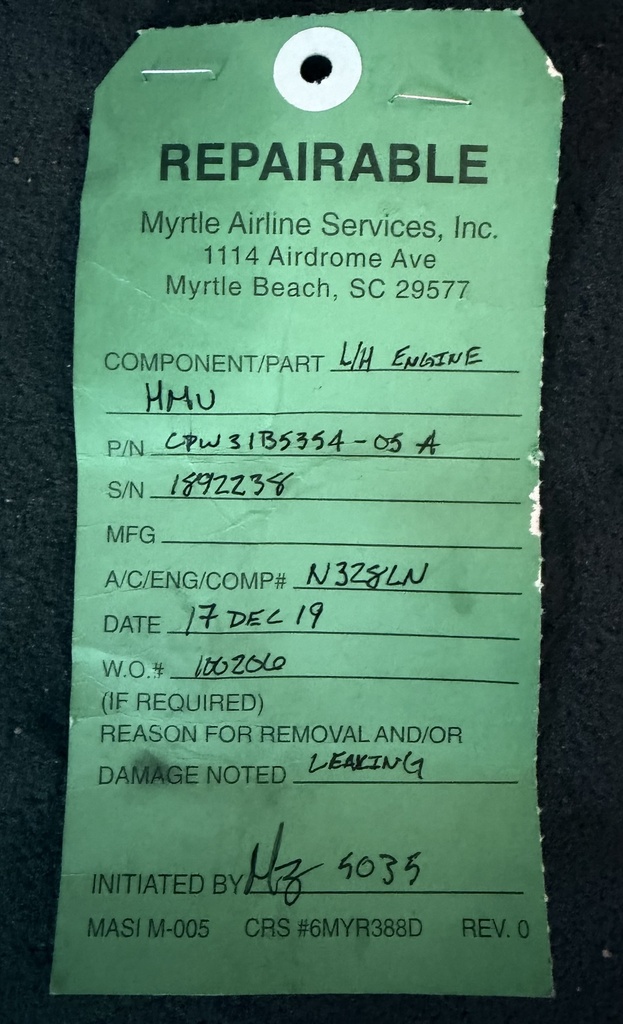 REPAIRABLE
Myrtle Airline Services, Inc.
1114 Airdrome Ave
Myrtle Beach, SC 29577
COMPONENT/PART L/H ENGINE
HMU
P/N CPW31B5354-05 A
S/N 1892238
MFG
A/C/ENG/COMP# N328LN
DATE 17 DEC 19
W.O.# 100206
(IF REQUIRED)
REASON FOR REMOVAL AND/OR
DAMAGE NOTED LEAKING
INITIATED BY 5035
MASI M-005 CRS #6MYR388D REV. 0